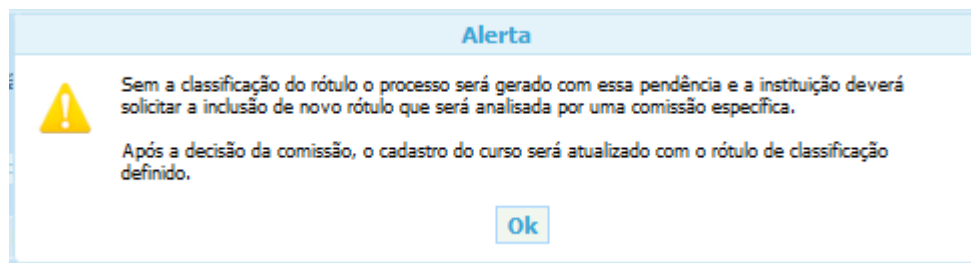 Alerta
Sem a classificação do rótulo o processo será gerado com essa pendência e a instituição deverá
solicitar a inclusão de novo rótulo que será analisada por uma comissão específica.
Após a decisão da comissão, o cadastro do curso será atualizado com o rótulo de classificação
definido.
Ok